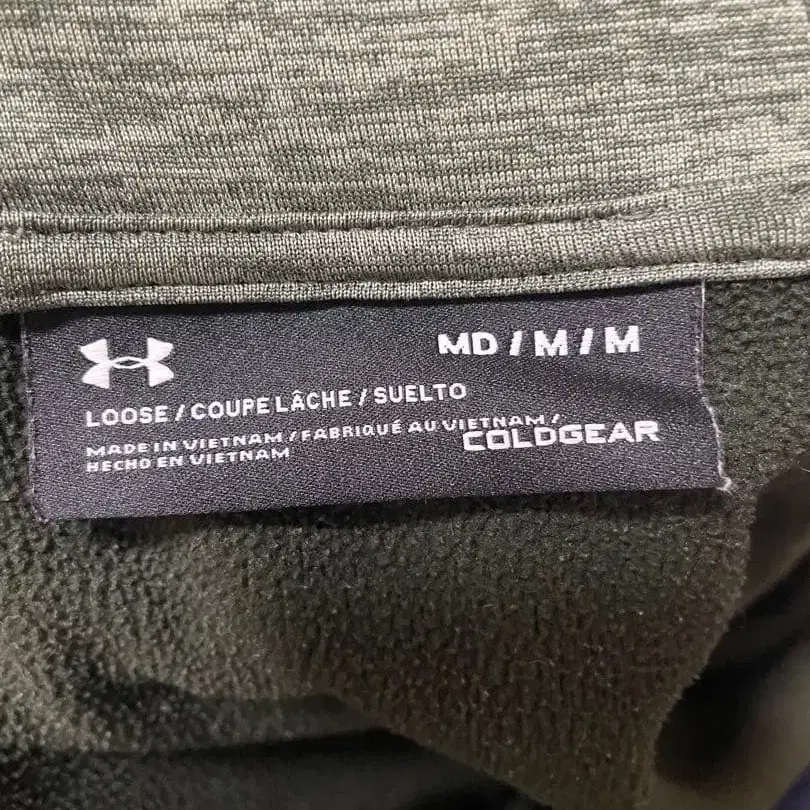 MD / M / M
LOOSE / COUPE LÂCHE / SUELTO
MADE IN VIETNAM / FABRIQUÉ AU VIETNAM /
HECHO EN VIETNAM
COLDGEAR